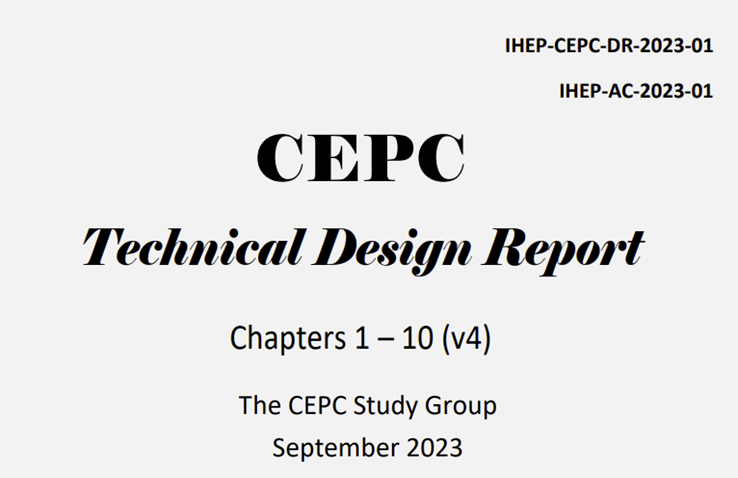 IHEP-CEPC-DR-2023-01
IHEP-AC-2023-01
CEPC
Technical Design Report
Chapters 1 – 10 (v4)
The CEPC Study Group
September 2023